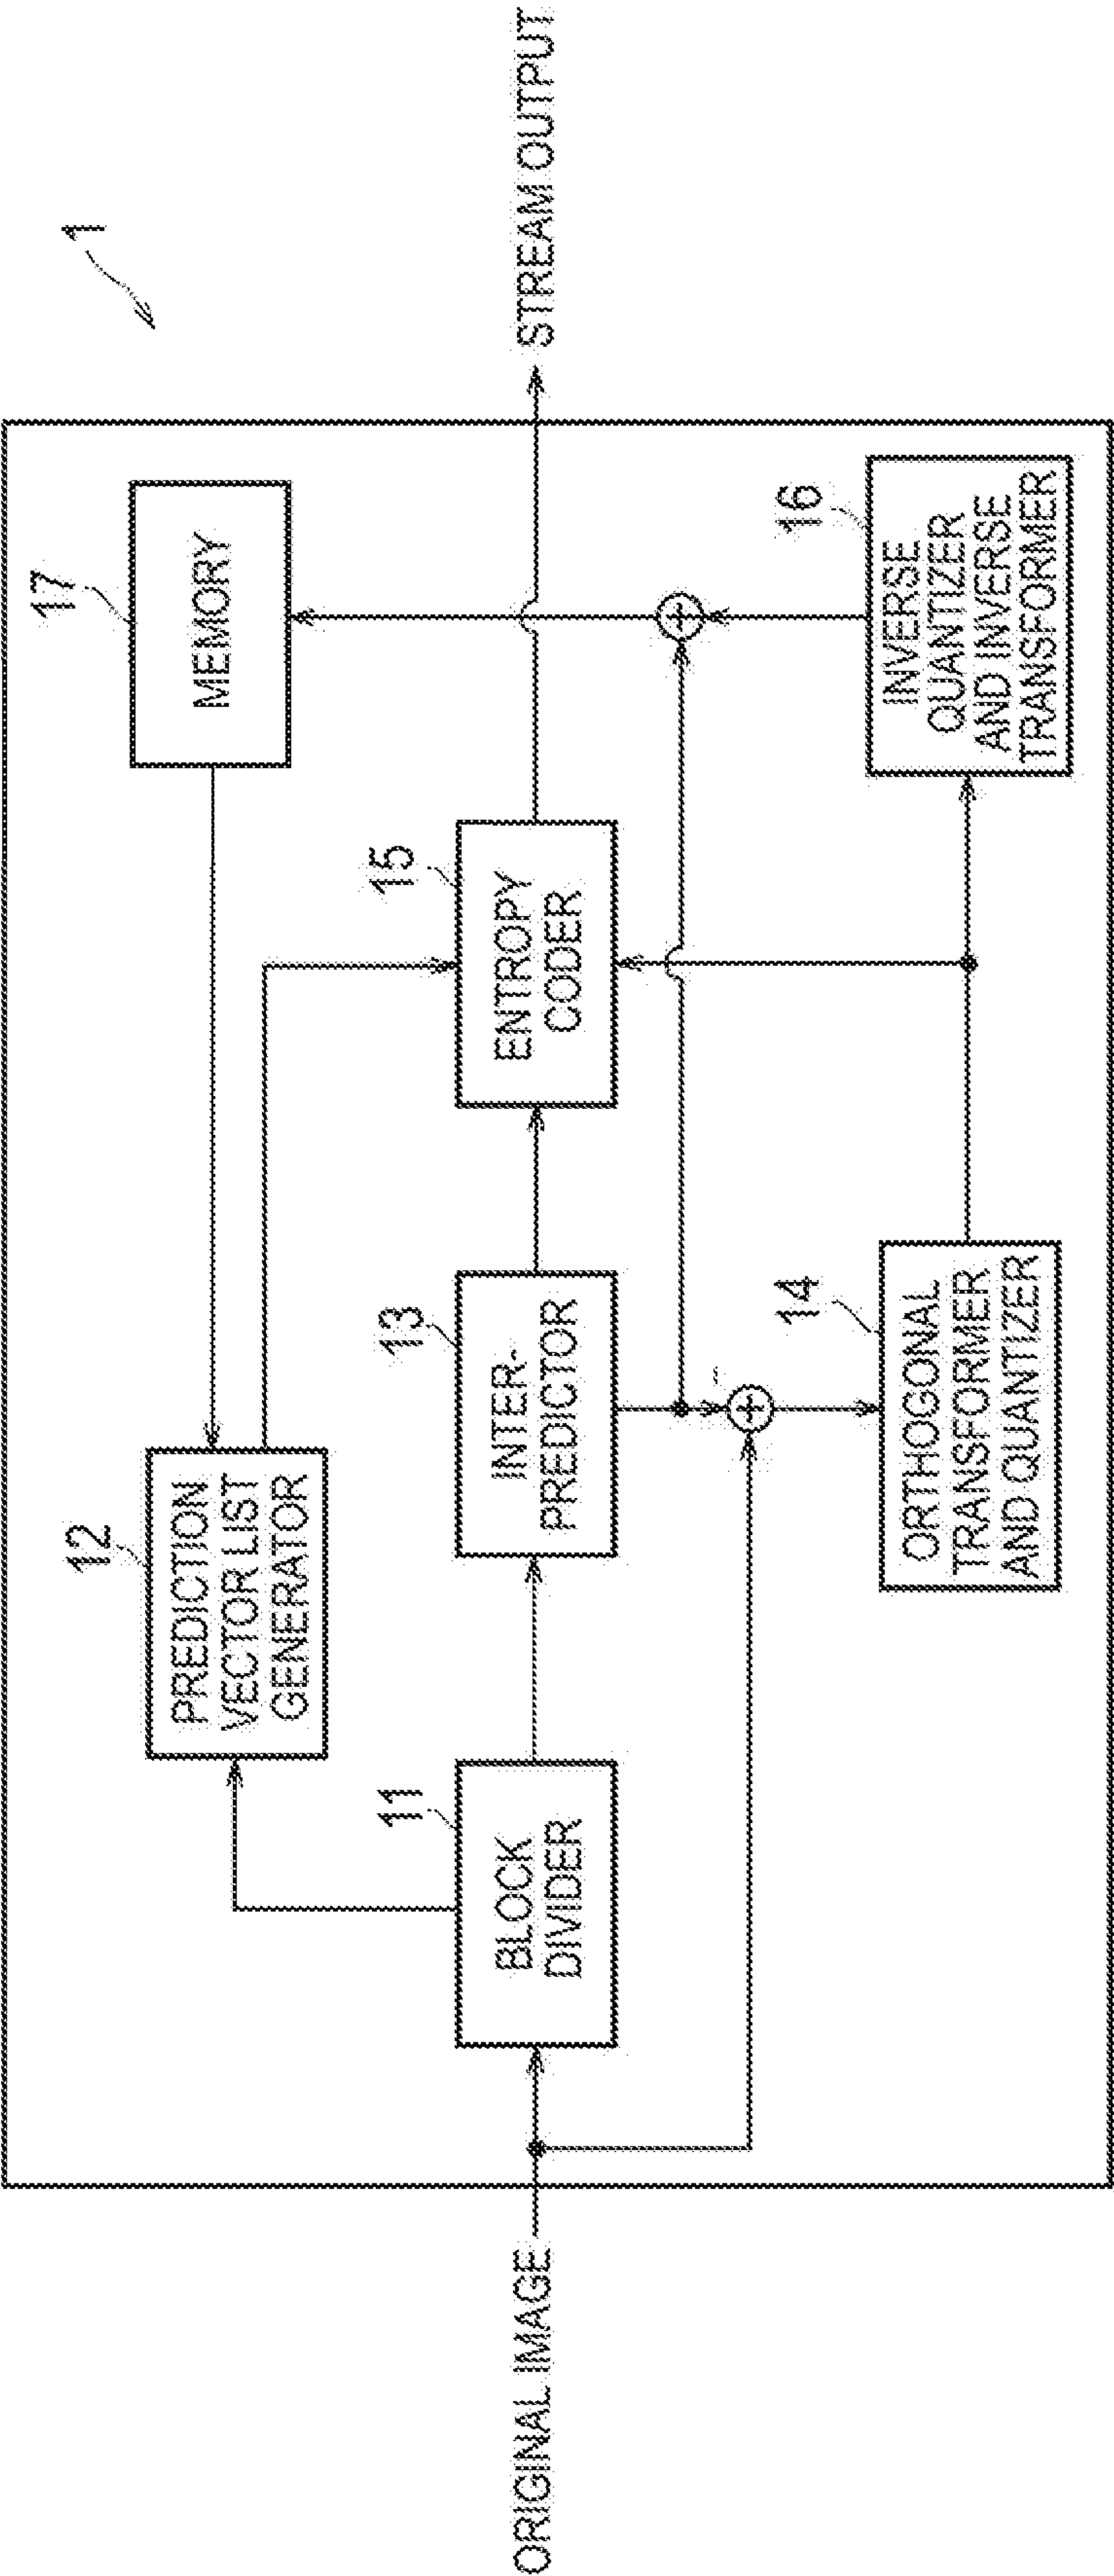 1
ORIGINAL IMAGE
11
BLOCK
DIVIDER
12
PREDICTION
VECTOR LIST
GENERATOR
13
INTER-
PREDICTOR
-
14
ORTHOGONAL
TRANSFORMER
AND QUANTIZER
15
ENTROPY
CODER
16
INVERSE
QUANTIZER
AND INVERSE
TRANSFORMER
17
MEMORY
STREAM OUTPUT